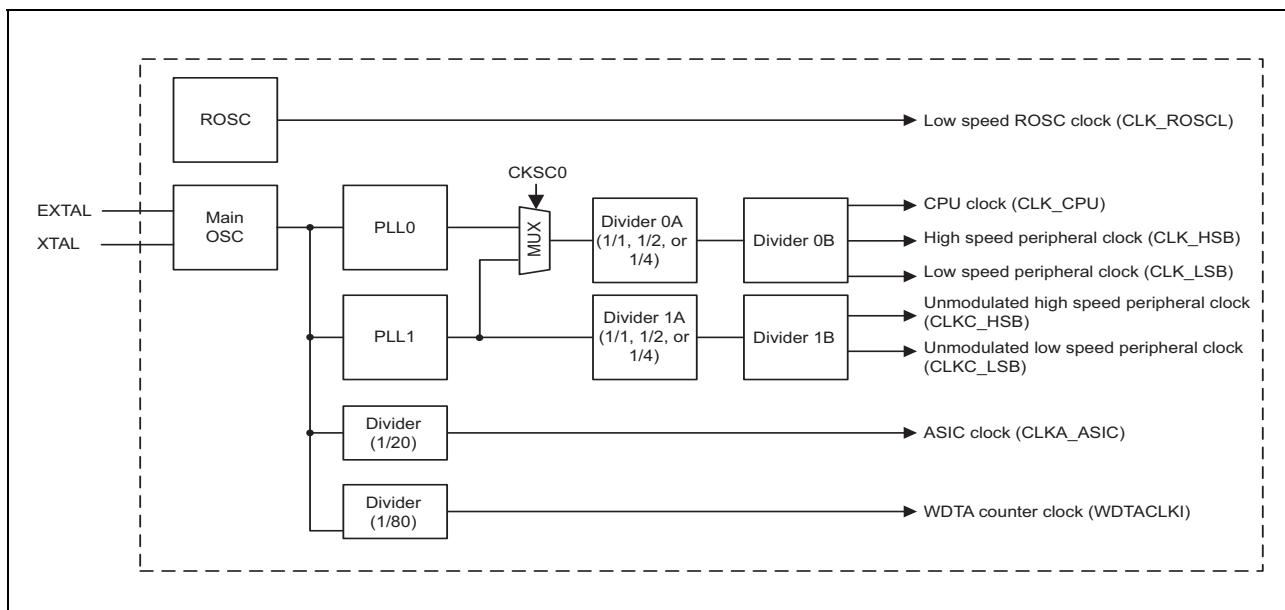 ROSC
Low speed ROSC clock (CLK_ROSCL)
CKSC0
EXTAL
XTAL
Main
OSC
PLL0
MUX
Divider 0A
(1/1, 1/2, or
1/4)
Divider 0B
CPU clock (CLK_CPU)
High speed peripheral clock (CLK_HSB)
Low speed peripheral clock (CLK_LSB)
PLL1
Divider 1A
(1/1, 1/2, or
1/4)
Divider 1B
Unmodulated high speed peripheral clock
(CLKC_HSB)
Unmodulated low speed peripheral clock
(CLKC_LSB)
Divider
(1/20)
ASIC clock (CLKA_ASIC)
Divider
(1/80)
WDTA counter clock (WDTACLKI)